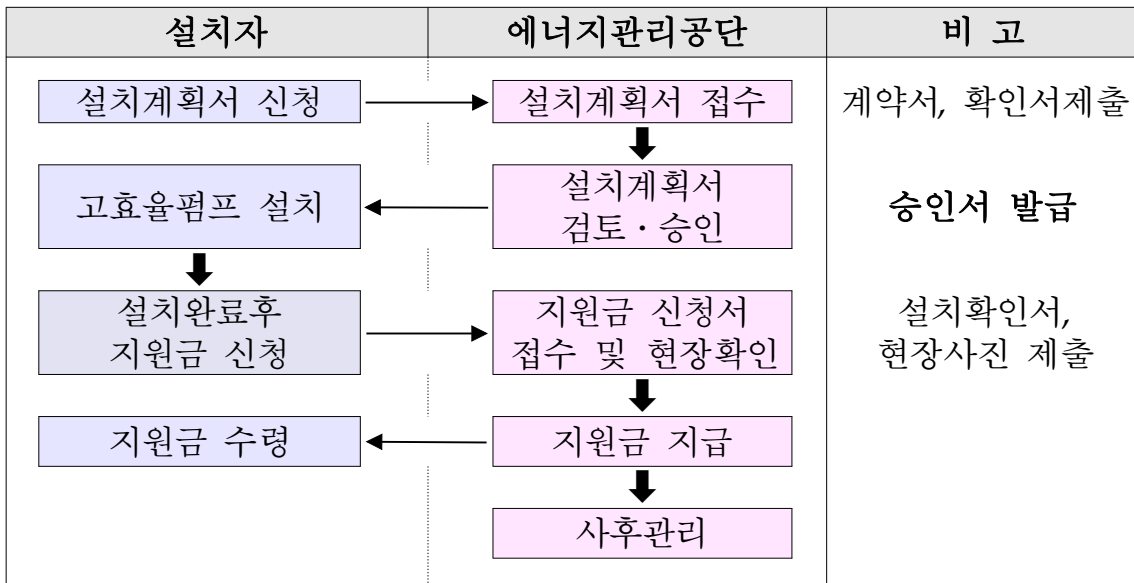 설치자 에너지관리공단 비 고
설치계획서 신청 설치계획서 접수 계약서, 확인서제출
고효율펌프 설치
설치계획서
검토·승인
승인서 발급
설치완료후
지원금 신청
지원금 신청서
접수 및 현장확인
설치확인서,
현장사진 제출
지원금 수령 지원금 지급
사후관리